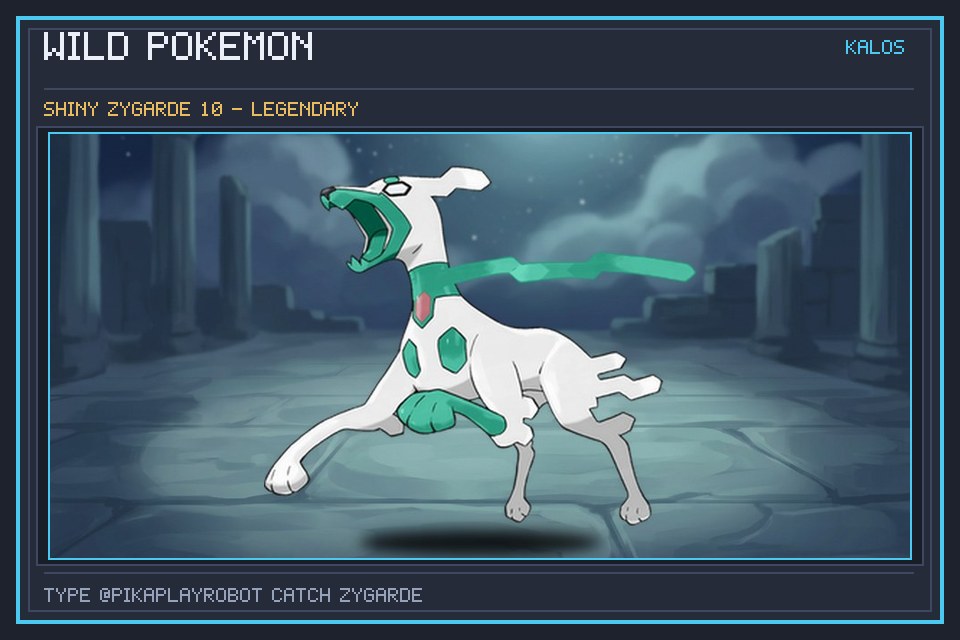 WILD POKEMON
KALOS
SHINY ZYGARDE 10 - LEGENDARY
TYPE @PIKAPLAYROBOT CATCH ZYGARDE